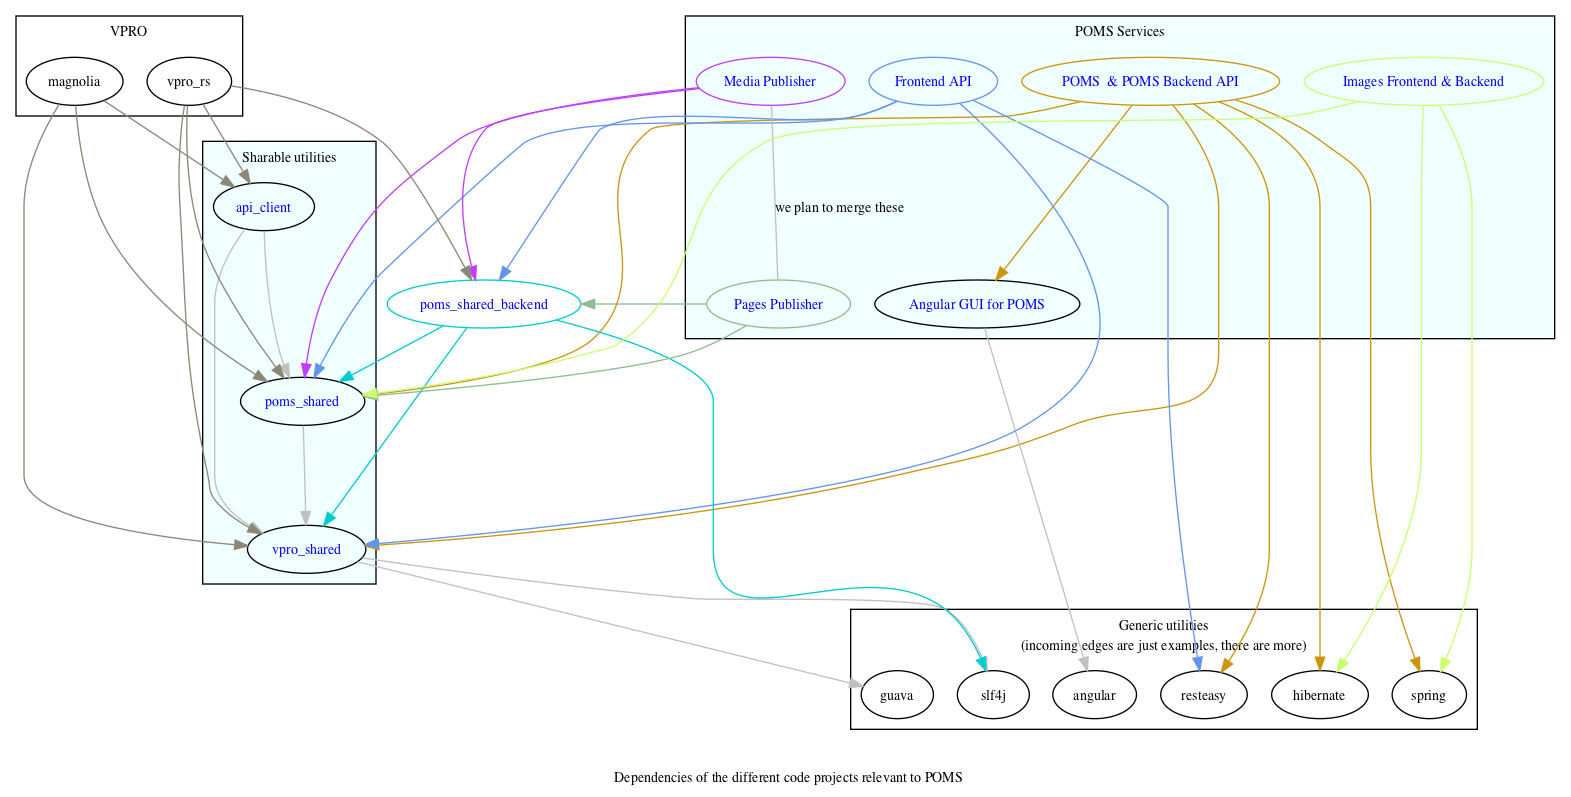 VPRO
POMS Services
magnolia
vpro_rs
Media Publisher
Frontend API
POMS & POMS Backend API
Images Frontend & Backend
Sharable utilities
api_client
we plan to merge these
poms_shared_backend
Pages Publisher
Angular GUI for POMS
poms_shared
vpro_shared
Generic utilities
(incoming edges are just examples, there are more)
guava
slf4j
angular
resteasy
hibernate
spring
Dependencies of the different code projects relevant to POMS